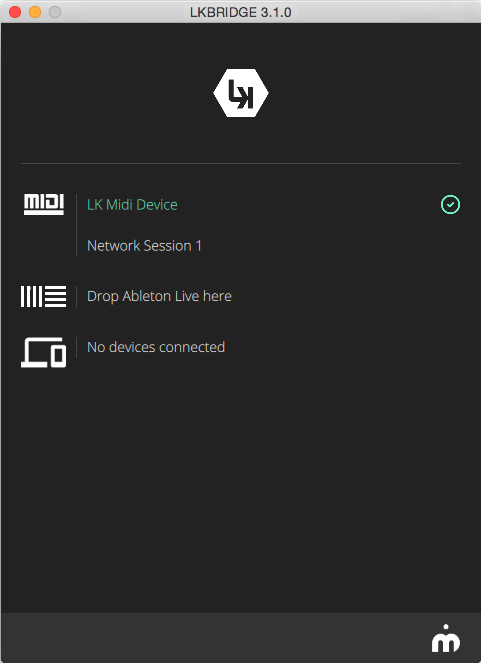 LKBRIDGE 3.1.0
LK
MIDI
LK Midi Device
Network Session 1
Drop Ableton Live here
No devices connected
m